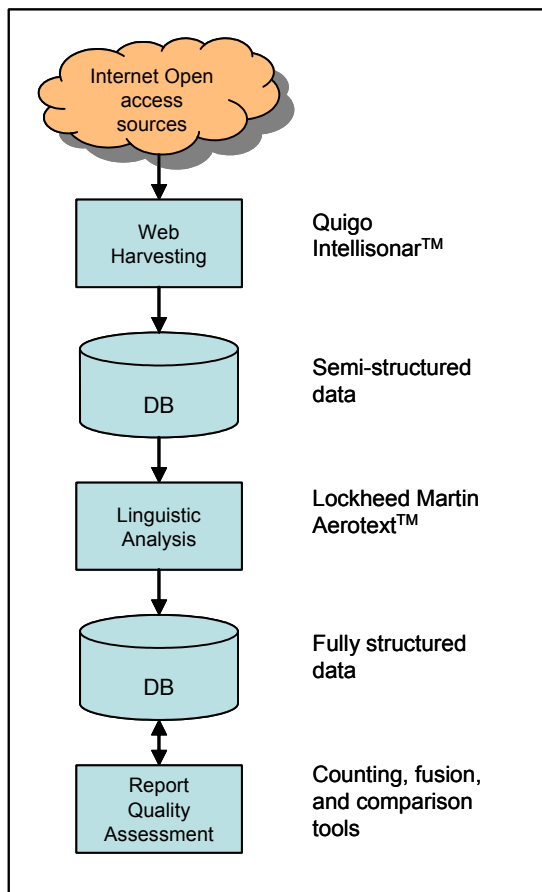 Internet Open
access
sources
Web
Harvesting
Quigo
Intellisonar™
DB
Semi-structured
data
Linguistic
Analysis
Lockheed Martin
Aerotext™
DB
Fully structured
data
Report
Quality
Assessment
Counting, fusion,
and comparison
tools